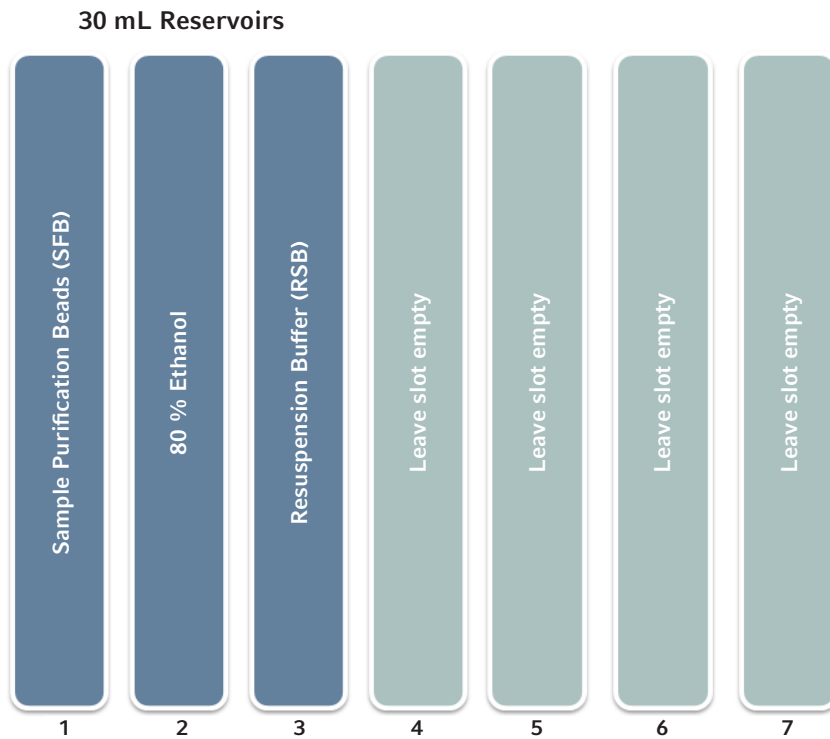 30 mL Reservoirs
Sample Purification Beads (SFB)
80 % Ethanol
Resuspension Buffer (RSB)
Leave slot empty
Leave slot empty
Leave slot empty
Leave slot empty
1 2 3 4 5 6 7